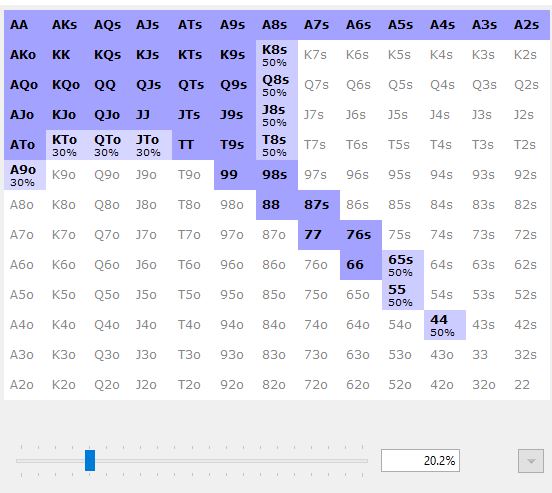 AA AKs AQs AJs ATs A9s A8s A7s A6s A5s A4s A3s A2s
AKo KK KQs KJs KTs K9s K8s K7s K6s K5s K4s K3s K2s
50%
AQo KQo QQ QJs QTs Q9s Q8s Q7s Q6s Q5s Q4s Q3s Q2s
50%
AJo KJo QJo JJ JTs J9s J8s J7s J6s J5s J4s J3s J2s
50%
ATo KTo QTo JTo TT T9s T8s T7s T6s T5s T4s T3s T2s
30% 30% 30% 50%
A9o K9o Q9o J9o T9o 99 98s 97s 96s 95s 94s 93s 92s
30%
A8o K8o Q8o J8o T8o 98o 88 87s 86s 85s 84s 83s 82s
A7o K7o Q7o J7o T7o 97o 87o 77 76s 75s 74s 73s 72s
A6o K6o Q6o J6o T6o 96o 86o 76o 66 65s 64s 63s 62s
50%
A5o K5o Q5o J5o T5o 95o 85o 75o 65o 55 54s 53s 52s
50%
A4o K4o Q4o J4o T4o 94o 84o 74o 64o 54o 44 43s 42s
50%
A3o K3o Q3o J3o T3o 93o 83o 73o 63o 53o 43o 33 32s
A2o K2o Q2o J2o T2o 92o 82o 72o 62o 52o 42o 32o 22
20.2%